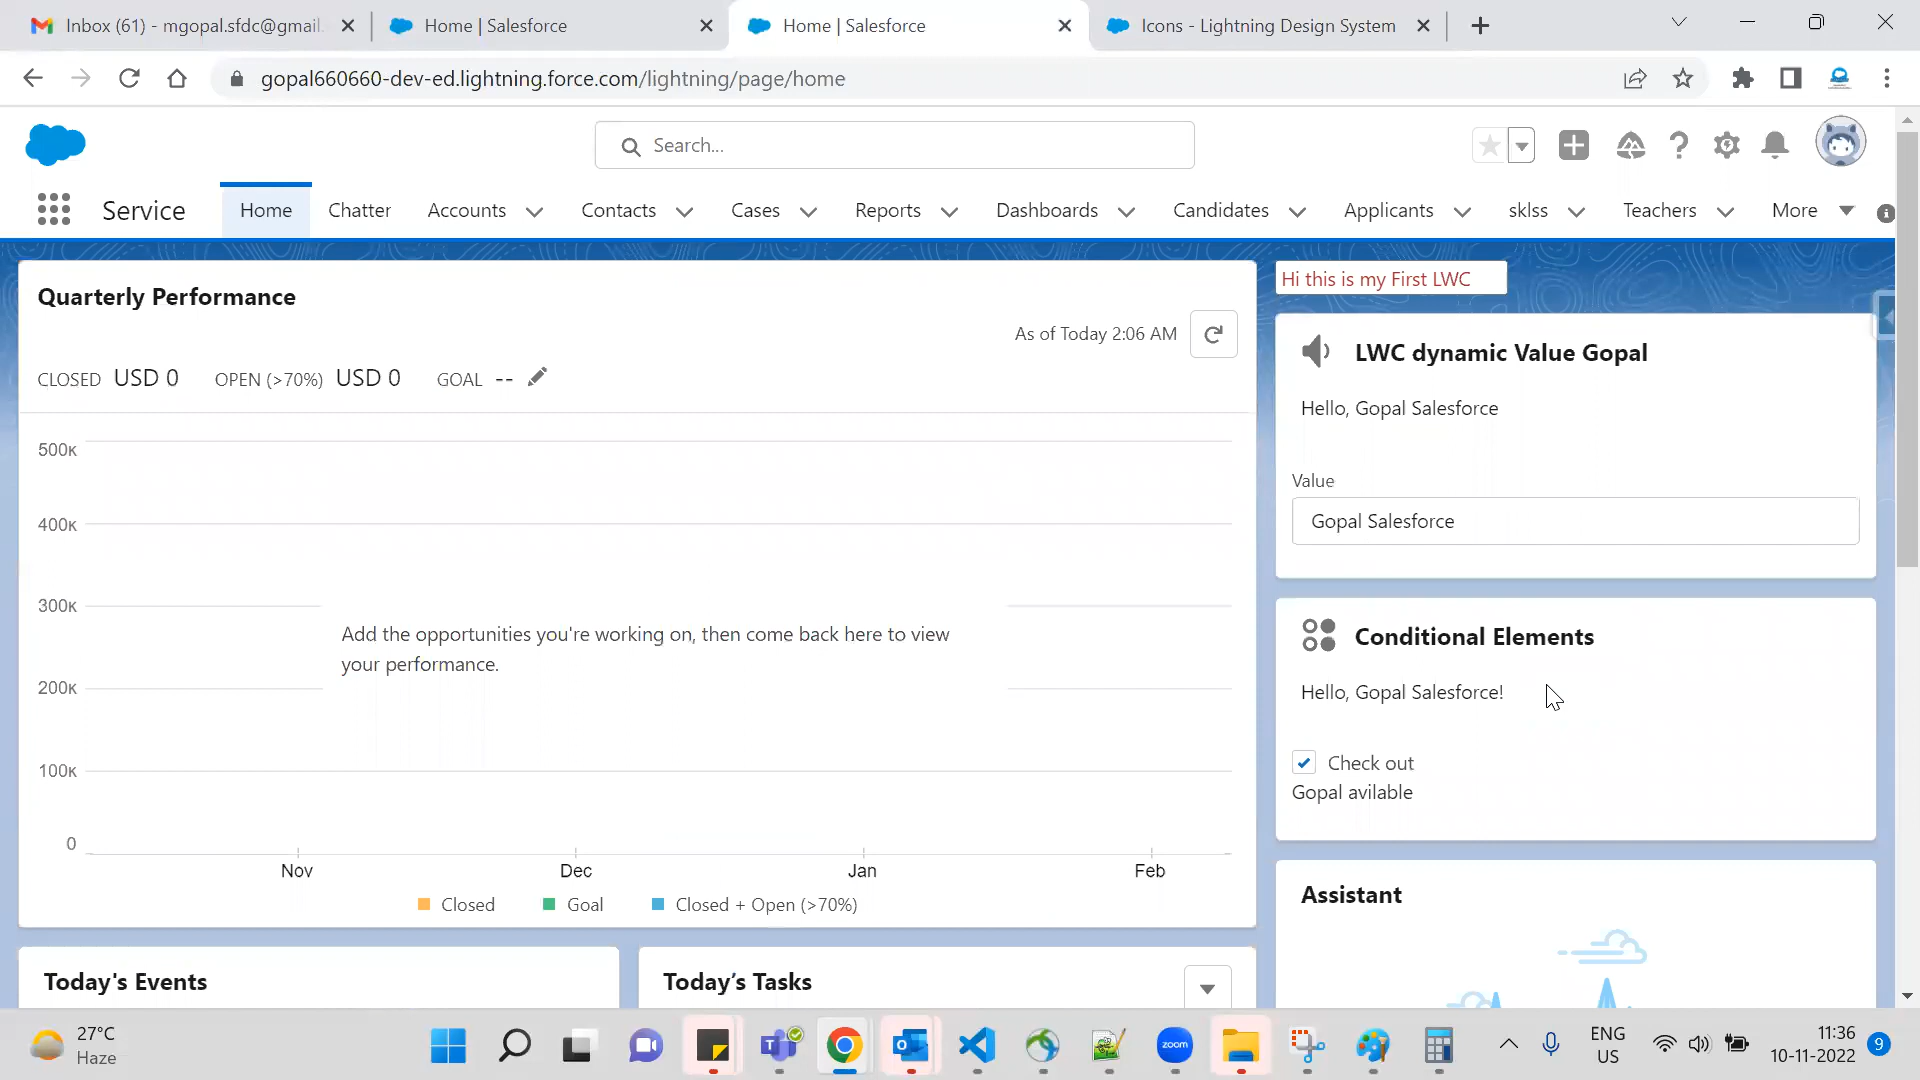 Inbox (61) - mgopal.sfdc@gmail.
Home | Salesforce
Home | Salesforce
Icons - Lightning Design System
gopal660660-dev-ed.lightning.force.com/lightning/page/home
Search...
Service
Home
Chatter
Accounts
Contacts
Cases
Reports
Dashboards
Candidates
Applicants
sklss
Teachers
More
Quarterly Performance
As of Today 2:06 AM
CLOSED USD 0 OPEN (>70%) USD 0 GOAL --
500K
400K
300K
200K
100K
0
Add the opportunities you're working on, then come back here to view
your performance.
Nov Dec Jan Feb
Closed Goal Closed + Open (>70%)
Today's Events
Today's Tasks
Hi this is my First LWC
LWC dynamic Value Gopal
Hello, Gopal Salesforce
Value
Gopal Salesforce
Conditional Elements
Hello, Gopal Salesforce!
Check out
Gopal avilable
Assistant
27°C
Haze
zoom
ENG
US
11:36
10-11-2022
9